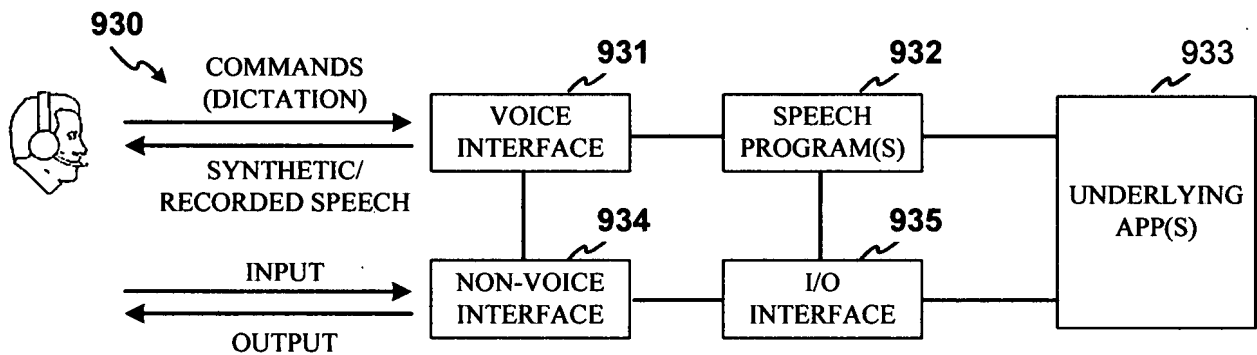 930
931
932
933
COMMANDS
(DICTATION)
VOICE
INTERFACE
SPEECH
PROGRAM(S)
SYNTHETIC/
RECORDED SPEECH
UNDERLYING
APP(S)
934
935
INPUT
NON-VOICE
INTERFACE
I/O
INTERFACE
OUTPUT